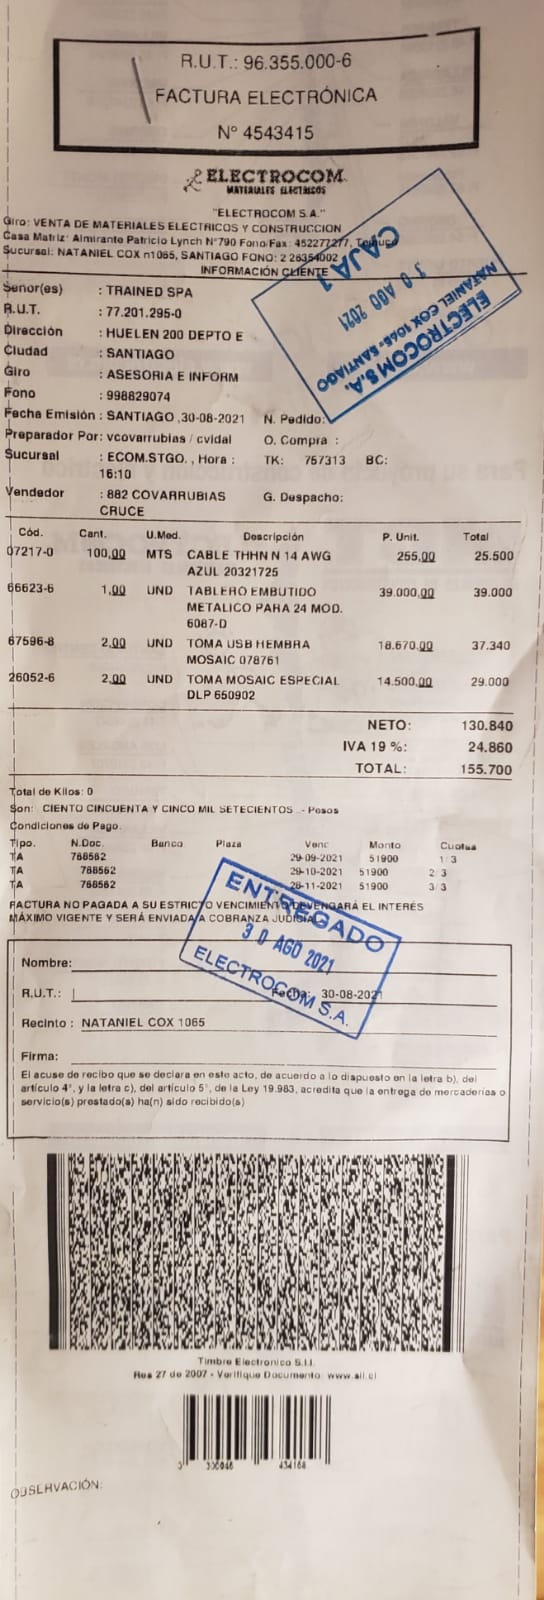 R.U.T.: 96.355.000-6
FACTURA ELECTRÓNICA
N° 4543415
ELECTROCOM
MATERIALES ELECTRICOS
"ELECTROCOM S.A."
Giro: VENTA DE MATERIALES ELECTRICOS Y CONSTRUCCION
Casa Matriz: Almirante Patricio Lynch N°790 Fono/Fax: 452277277, Temuco
Sucursal: NATANIEL COX n1065, SANTIAGO FONO: 2 26354002
INFORMACIÓN CLIENTE
CAJA 1
30 AGO 2021
ELECTROCOM S.A.
NATANIEL COX 1065 - SANTIAGO
Señor(es) : TRAINED SPA
R.U.T. : 77.201.295-0
Dirección : HUELEN 200 DEPTO E
Ciudad : SANTIAGO
Giro : ASESORIA E INFORM
Fono : 998829074
Fecha Emisión : SANTIAGO ,30-08-2021 N. Pedido:
Preparador Por: vcovarrubias / cvidal O. Compra :
Sucursal : ECOM.STGO. , Hora : TK: 757313 BC:
16:10
Vendedor : 882 COVARRUBIAS G. Despacho:
CRUCE
Cód. Cant. U.Med. Descripción P. Unit. Total
07217-0 100,00 MTS CABLE THHN N 14 AWG 255,00 25.500
AZUL 20321725
66623-6 1,00 UND TABLERO EMBUTIDO 39.000,00 39.000
METALICO PARA 24 MOD.
6087-D
67596-8 2,00 UND TOMA USB HEMBRA 18.670,00 37.340
MOSAIC 078761
26052-6 2,00 UND TOMA MOSAIC ESPECIAL 14.500,00 29.000
DLP 650902
NETO: 130.840
IVA 19 %: 24.860
TOTAL: 155.700
Total de Kilos: 0
Son: CIENTO CINCUENTA Y CINCO MIL SETECIENTOS .- Pesos
Condiciones de Pago.
Tipo. N.Doc. Banco Plaza Venc Monto Cuotas
TA 768562 29-09-2021 51900 1/3
TA 768562 29-10-2021 51900 2/3
TA 768562 28-11-2021 51900 3/3
FACTURA NO PAGADA A SU ESTRICTO VENCIMIENTO DEVENGARÁ EL INTERÉS
MÁXIMO VIGENTE Y SERÁ ENVIADA A COBRANZA JUDICIAL
ENTREGADO
30 AGO 2021
ELECTROCOM S.A.
Nombre:
R.U.T.: Fecha: 30-08-2021
Recinto : NATANIEL COX 1065
Firma:
El acuse de recibo que se declara en este acto, de acuerdo a lo dispuesto en la letra b), del
artículo 4°, y la letra c), del artículo 5°, de la Ley 19.983, acredita que la entrega de mercaderías o
servicio(s) prestado(s) ha(n) sido recibido(s)
Timbre Electronico S.I.I.
Res 27 de 2007 - Verifique Documento: www.sii.cl
OBSERVACIÓN: